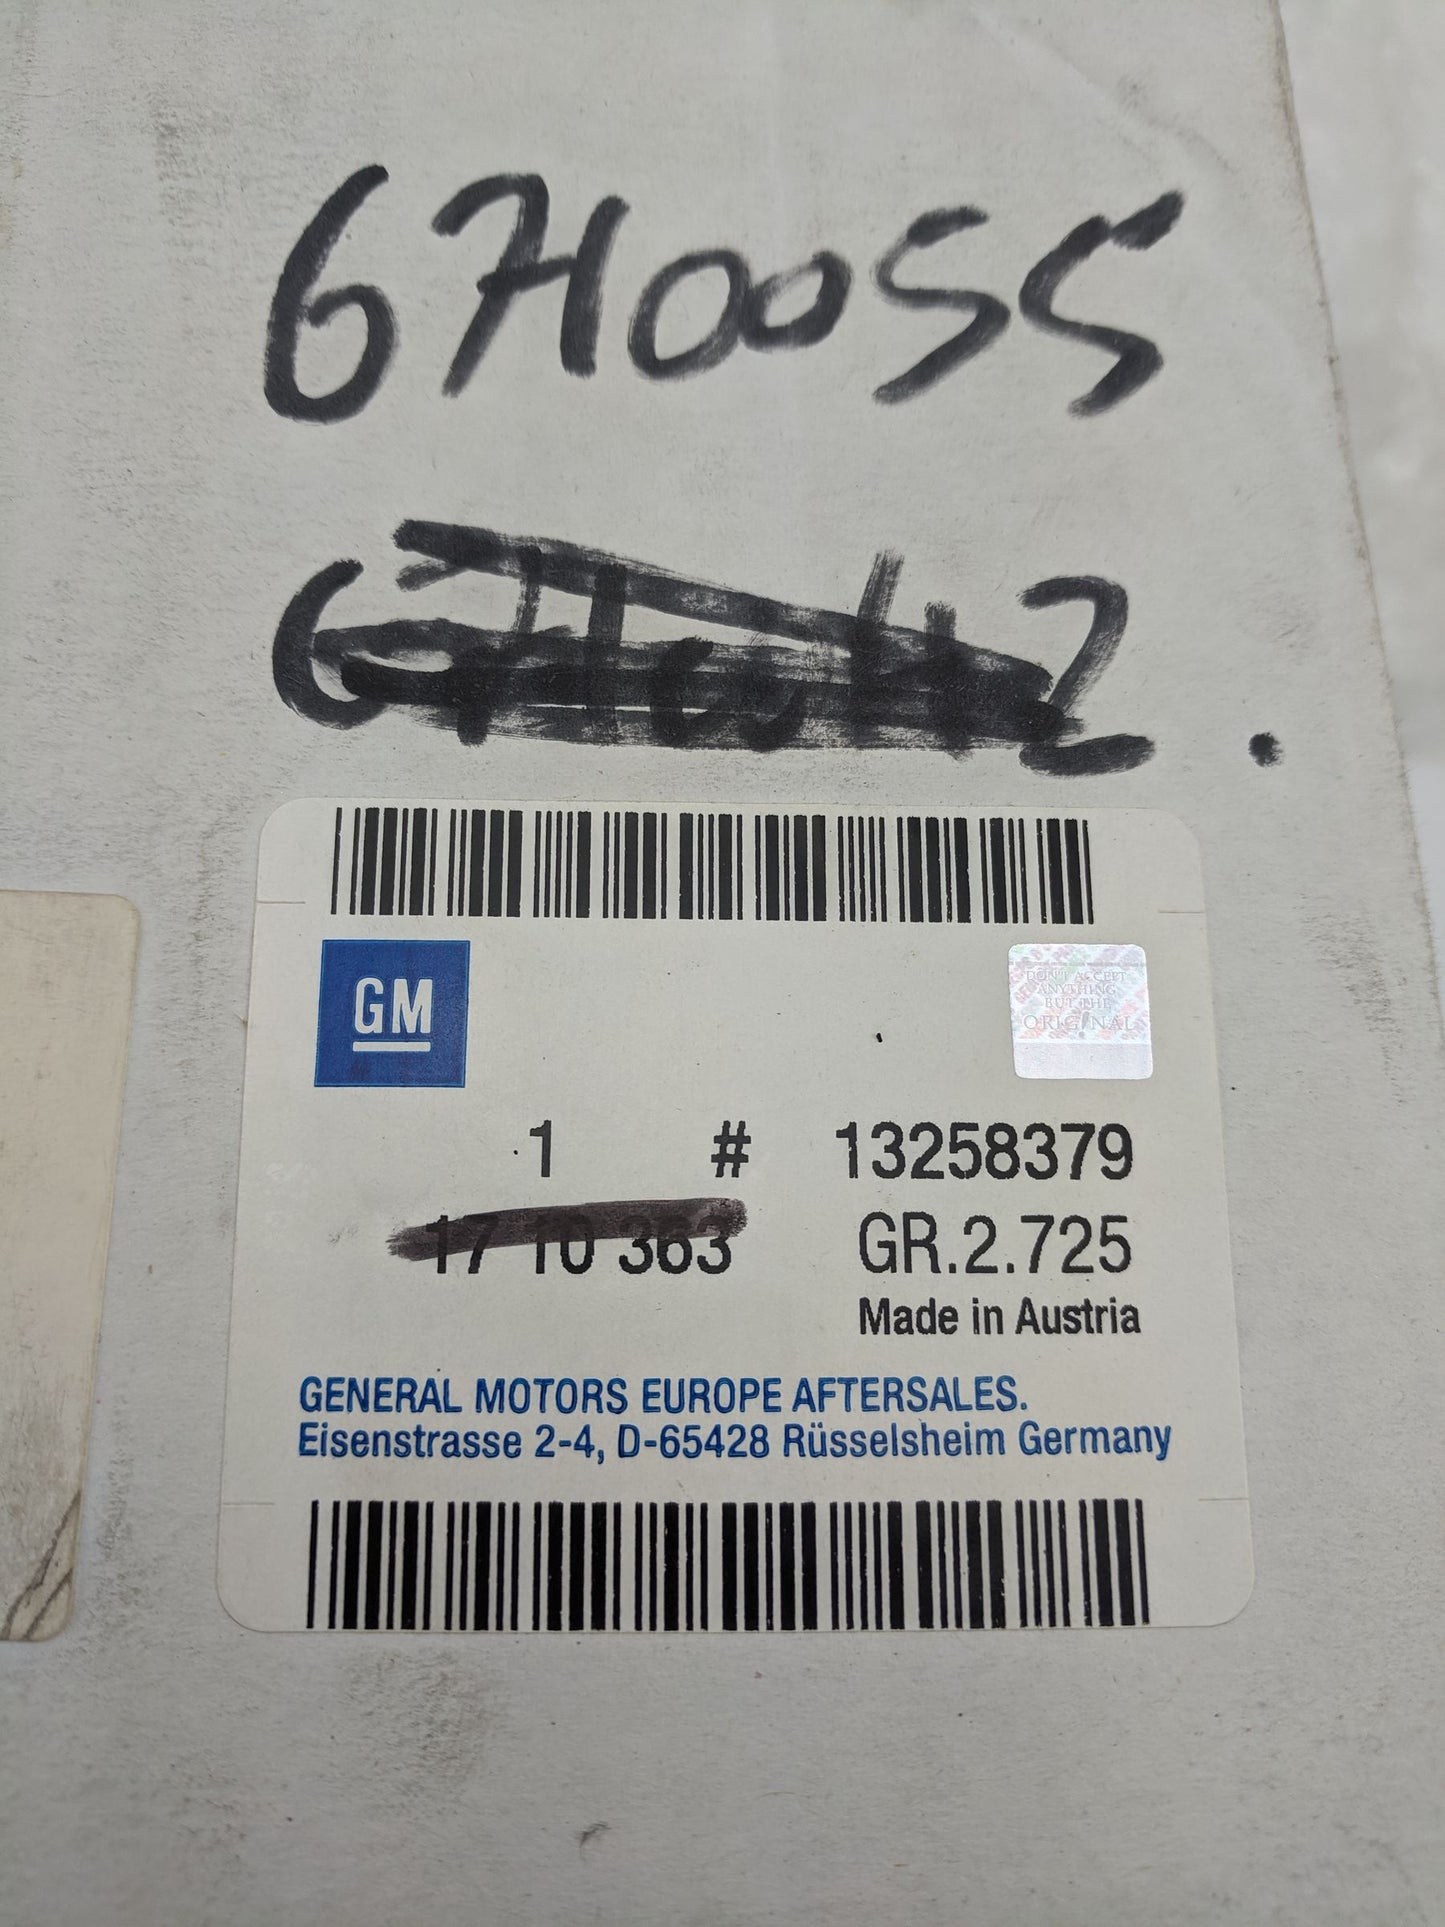 6710055
GM
DON'T ACCEPT
ANYTHING
BUT THE
ORIGINAL
1 # 13258379
17 10 363 GR.2.725
Made in Austria
GENERAL MOTORS EUROPE AFTERSALES.
Eisenstrasse 2-4, D-65428 Rüsselsheim Germany